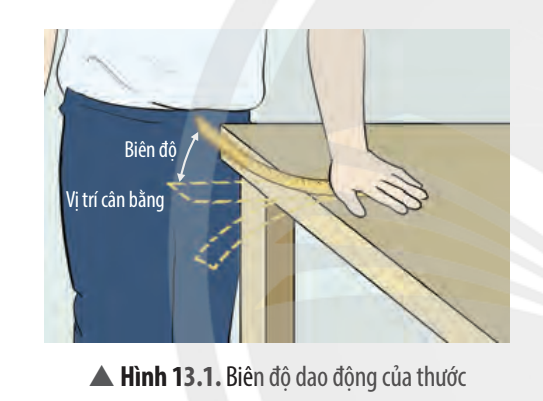 Biên độ
Vị trí cân bằng
▲ Hình 13.1. Biên độ dao động của thước